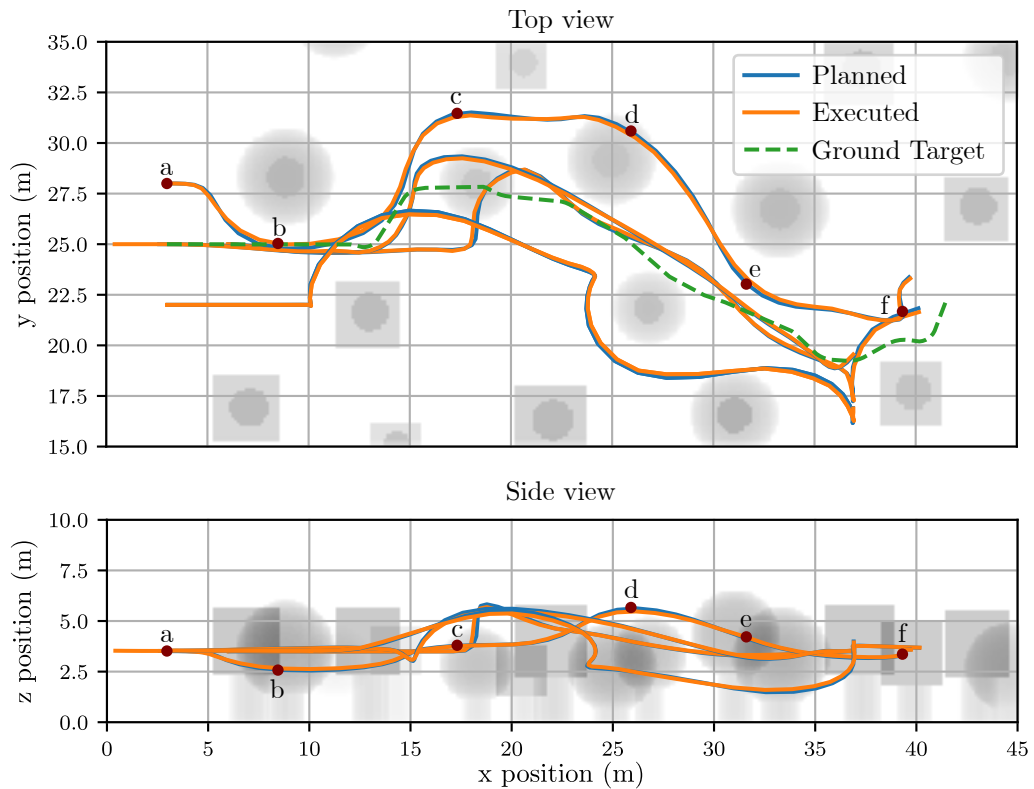 Top view
35.0
32.5
30.0
27.5
25.0
22.5
20.0
17.5
15.0
y position (m)
Planned
Executed
Ground Target
a
b
c
d
e
f
Side view
10.0
7.5
5.0
2.5
0.0
z position (m)
a
b
c
d
e
f
0 5 10 15 20 25 30 35 40 45
x position (m)